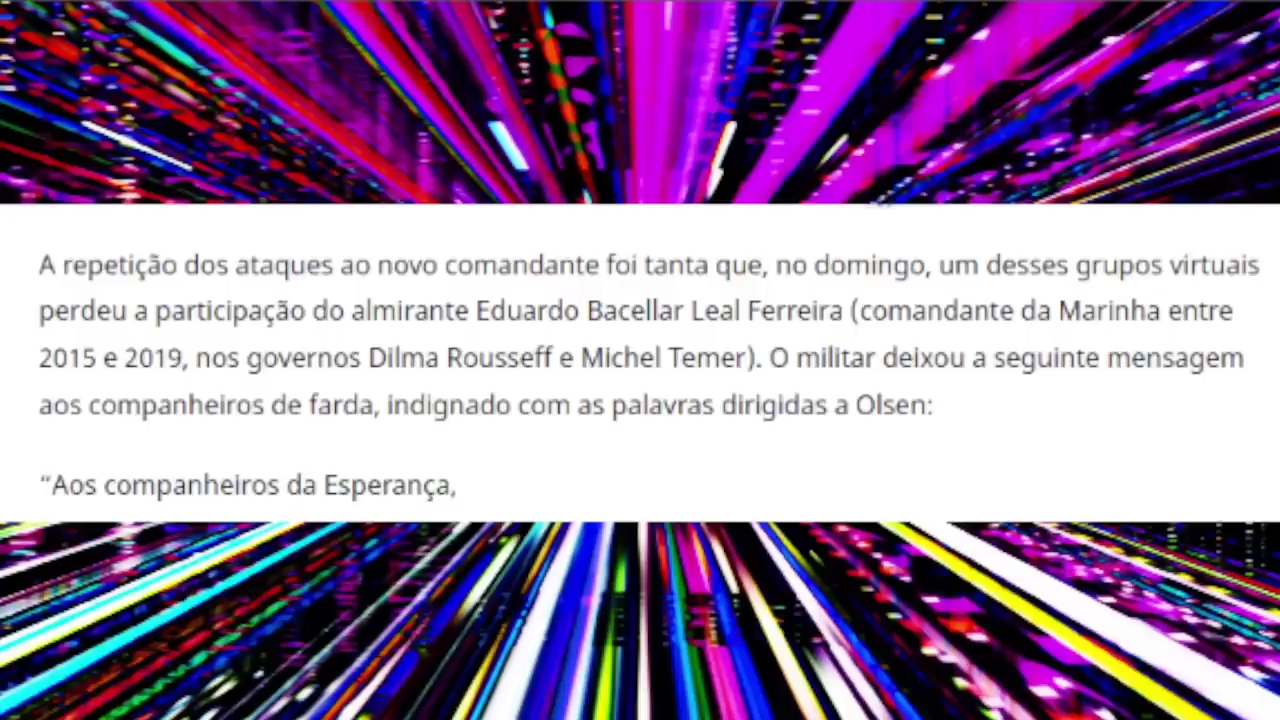 A repetição dos ataques ao novo comandante foi tanta que, no domingo, um desses grupos virtuais
perdeu a participação do almirante Eduardo Bacellar Leal Ferreira (comandante da Marinha entre
2015 e 2019, nos governos Dilma Rousseff e Michel Temer). O militar deixou a seguinte mensagem
aos companheiros de farda, indignado com as palavras dirigidas a Olsen:
“Aos companheiros da Esperança,